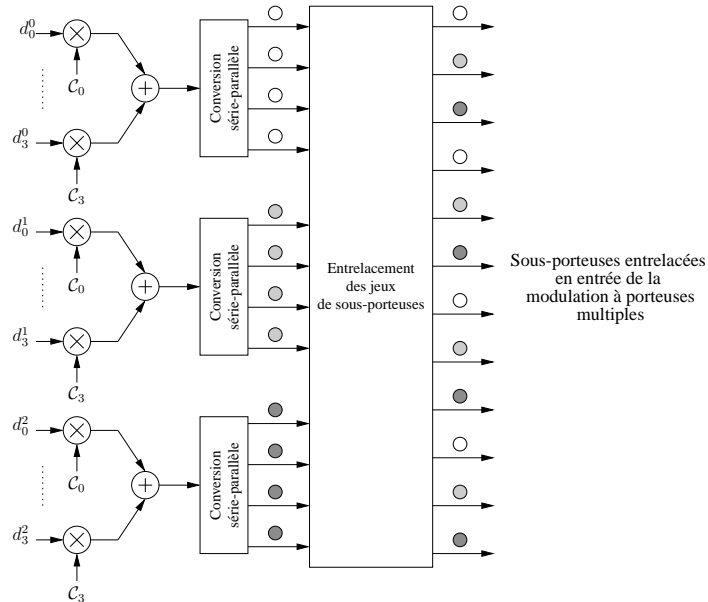 d_0^0
C_0
d_3^0
C_3
Conversion
série-parallèle
d_0^1
C_0
d_3^1
C_3
Conversion
série-parallèle
d_0^2
C_0
d_3^2
C_3
Conversion
série-parallèle
Entrelacement
des jeux
de sous-porteuses
Sous-porteuses entrelacées
en entrée de la
modulation à porteuses
multiples